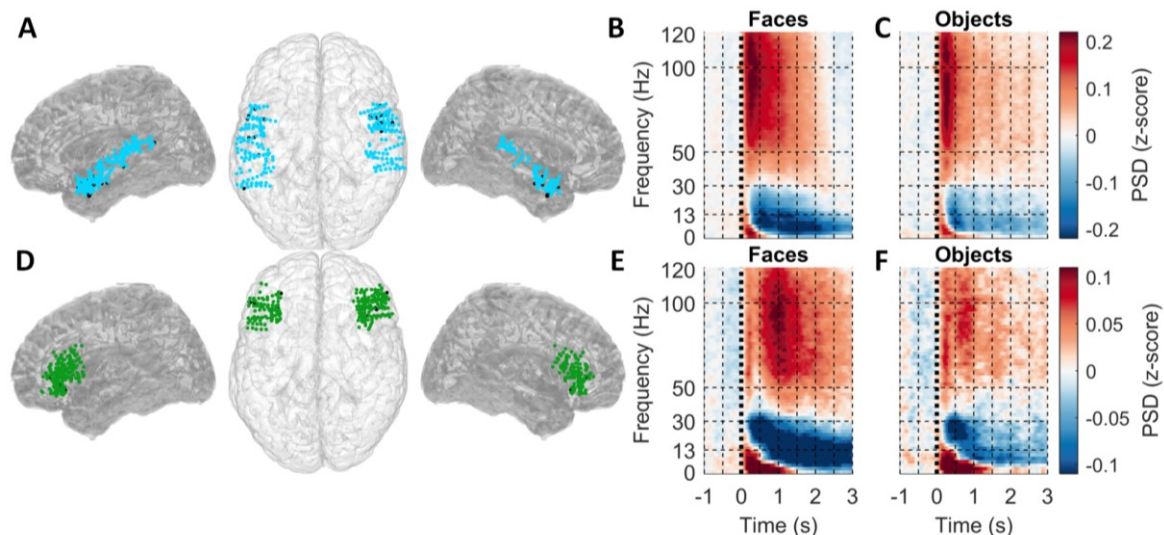 A
B
Faces
C
Objects
120
100
50
30
13
0
Frequency (Hz)
0.2
0.1
0
-0.1
-0.2
PSD (z-score)
D
E
Faces
F
Objects
120
100
50
30
13
0
Frequency (Hz)
-1 0 1 2 3
Time (s)
-1 0 1 2 3
Time (s)
0.1
0.05
0
-0.05
-0.1
PSD (z-score)